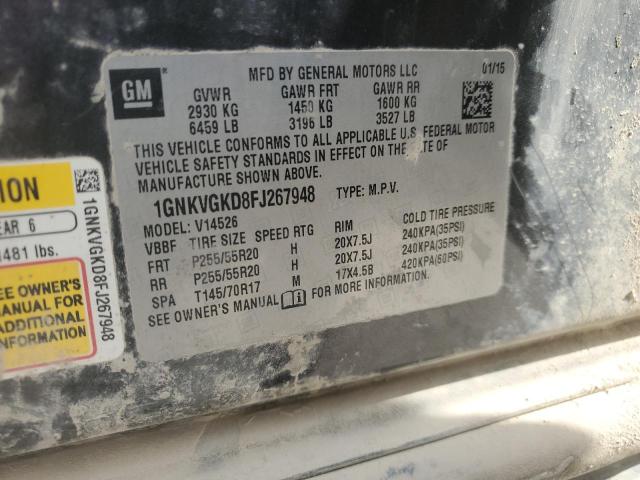 GM
MFD BY GENERAL MOTORS LLC
01/15
GVWR GAWR FRT GAWR RR
2930 KG 1450 KG 1600 KG
6459 LB 3196 LB 3527 LB
THIS VEHICLE CONFORMS TO ALL APPLICABLE U.S. FEDERAL MOTOR
VEHICLE SAFETY STANDARDS IN EFFECT ON THE DATE OF
MANUFACTURE SHOWN ABOVE.
1GNKVGKD8FJ267948 TYPE: M.P.V.
MODEL: V14526
VBBF TIRE SIZE SPEED RTG RIM COLD TIRE PRESSURE
FRT P255/55R20 H 20X7.5J 240KPA(35PSI)
RR P255/55R20 H 20X7.5J 240KPA(35PSI)
SPA T145/70R17 M 17X4.5B 420KPA(60PSI)
SEE OWNER'S MANUAL FOR MORE INFORMATION.
TION
EAR 6
481 lbs.
EE OWNER'S
MANUAL FOR
ADDITIONAL
FORMATION
1GNKVGKD8FJ267948